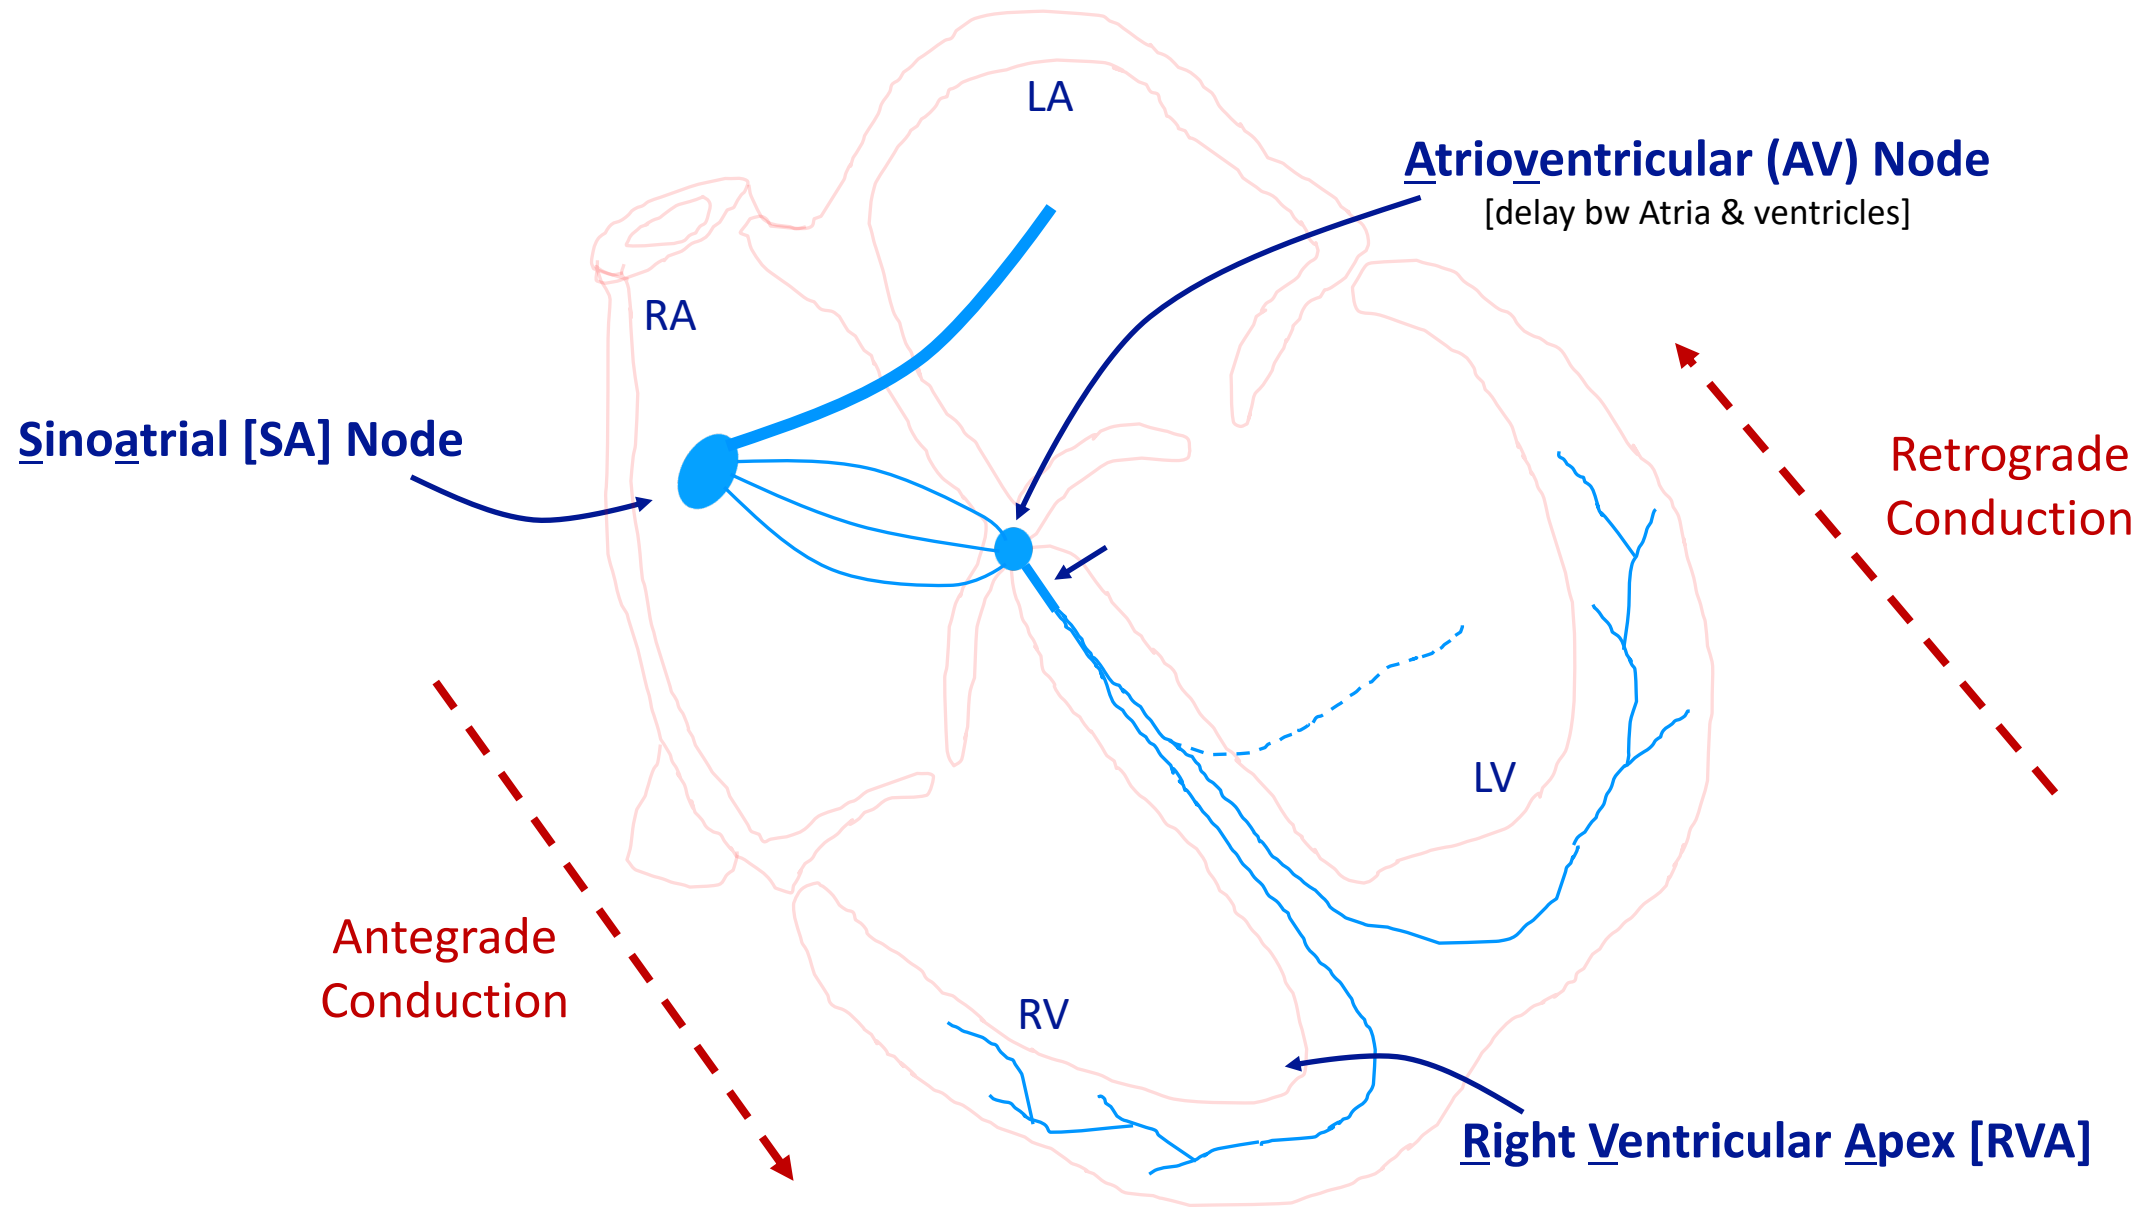 LA
Atrioventricular (AV) Node
[delay bw Atria & ventricles]
RA
Sinoatrial [SA] Node
Retrograde
Conduction
LV
Antegrade
Conduction
RV
Right Ventricular Apex [RVA]